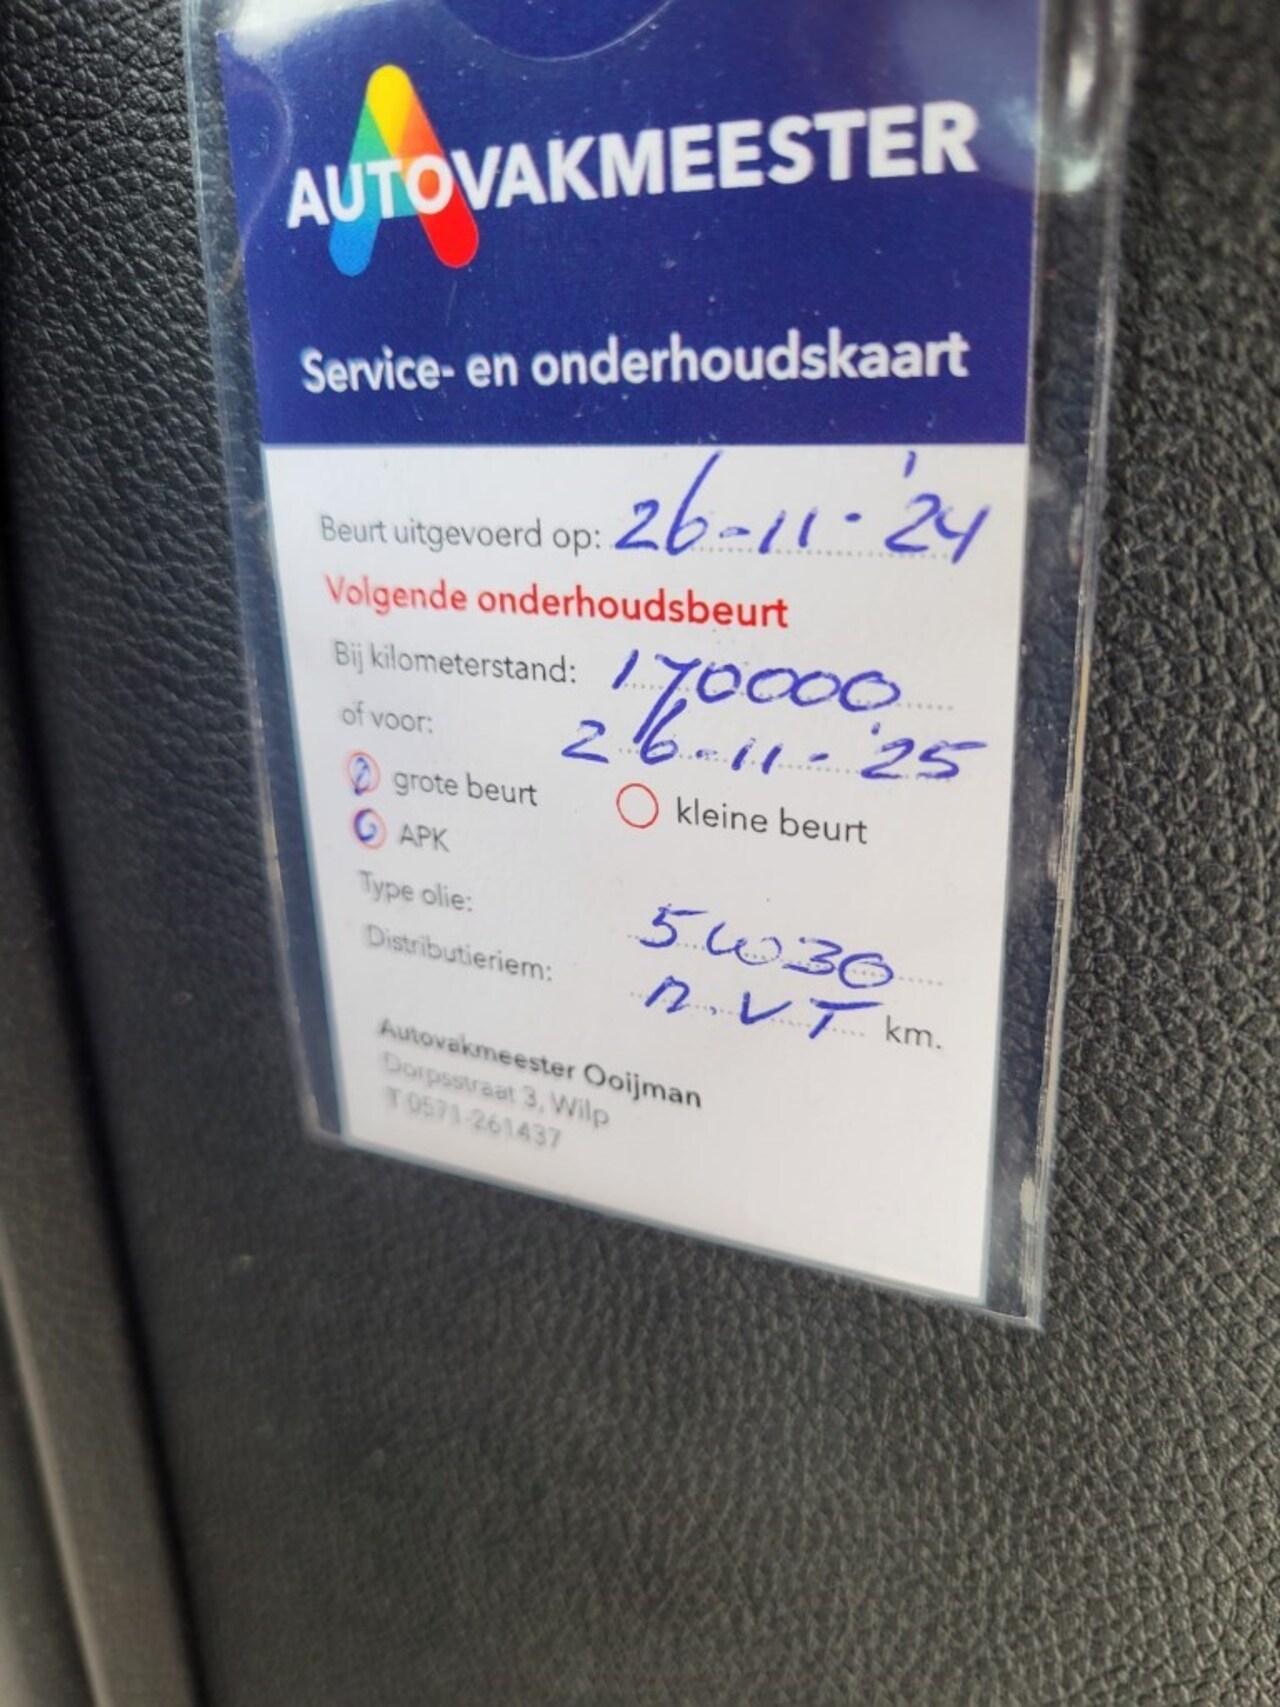 AUTOVAKMEESTER
Service- en onderhoudskaart
Beurt uitgevoerd op: 26-11-'24
Volgende onderhoudsbeurt
Bij kilometerstand: 170000
of voor: 26-11-'25
grote beurt kleine beurt
APK
Type olie: 5W30
Distributieriem: n.vT km.
Autovakmeester Ooijman
Dorpsstraat 3, Wilp
T 0571-261437